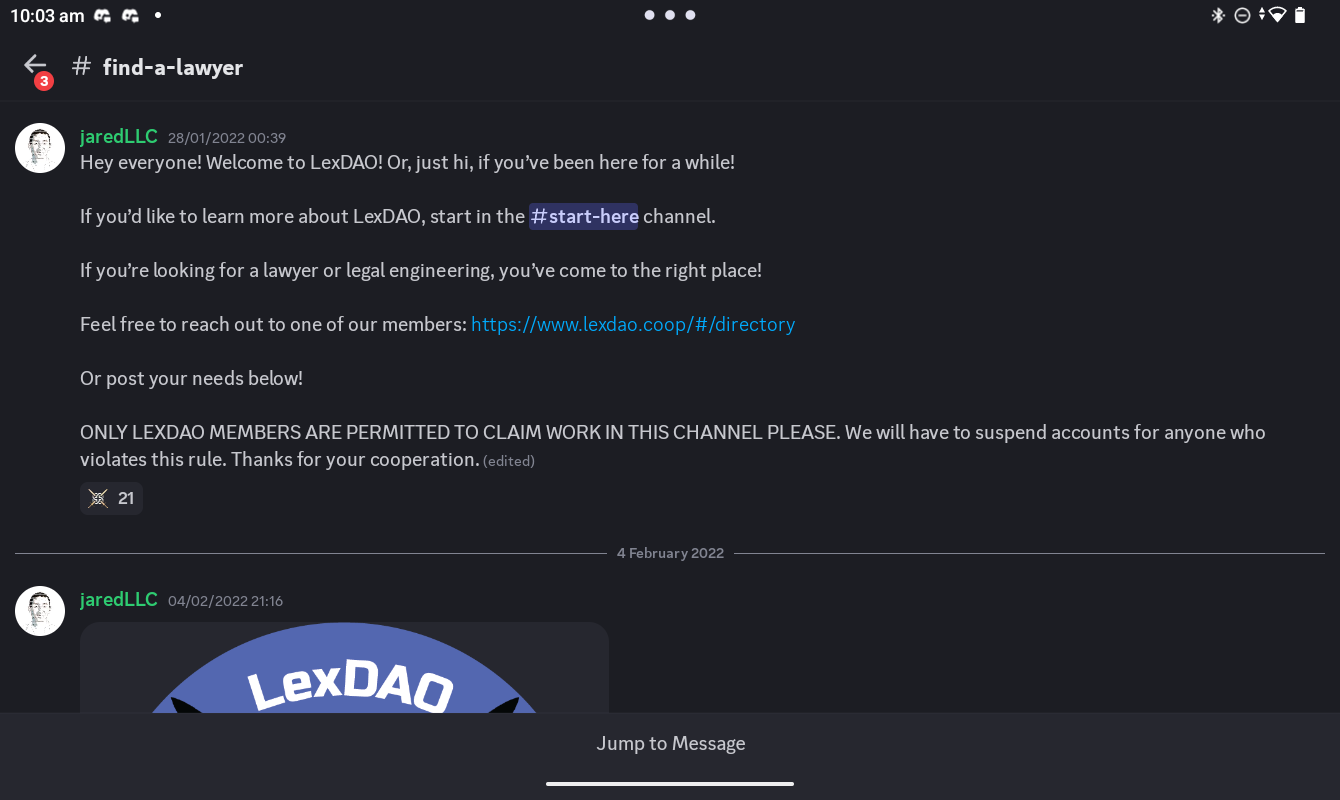 10:03 am
3
# find-a-lawyer
jaredLLC 28/01/2022 00:39
Hey everyone! Welcome to LexDAO! Or, just hi, if you’ve been here for a while!
If you’d like to learn more about LexDAO, start in the #start-here channel.
If you’re looking for a lawyer or legal engineering, you’ve come to the right place!
Feel free to reach out to one of our members: https://www.lexdao.coop/#/directory
Or post your needs below!
ONLY LEXDAO MEMBERS ARE PERMITTED TO CLAIM WORK IN THIS CHANNEL PLEASE. We will have to suspend accounts for anyone who
violates this rule. Thanks for your cooperation. (edited)
21
4 February 2022
jaredLLC 04/02/2022 21:16
LexDAO
Jump to Message